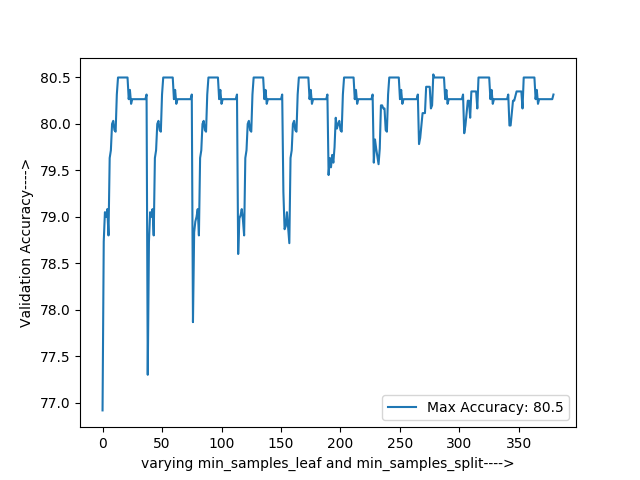 80.5
80.0
79.5
79.0
78.5
78.0
77.5
77.0
Validation Accuracy---->
Max Accuracy: 80.5
0 50 100 150 200 250 300 350
varying min_samples_leaf and min_samples_split---->